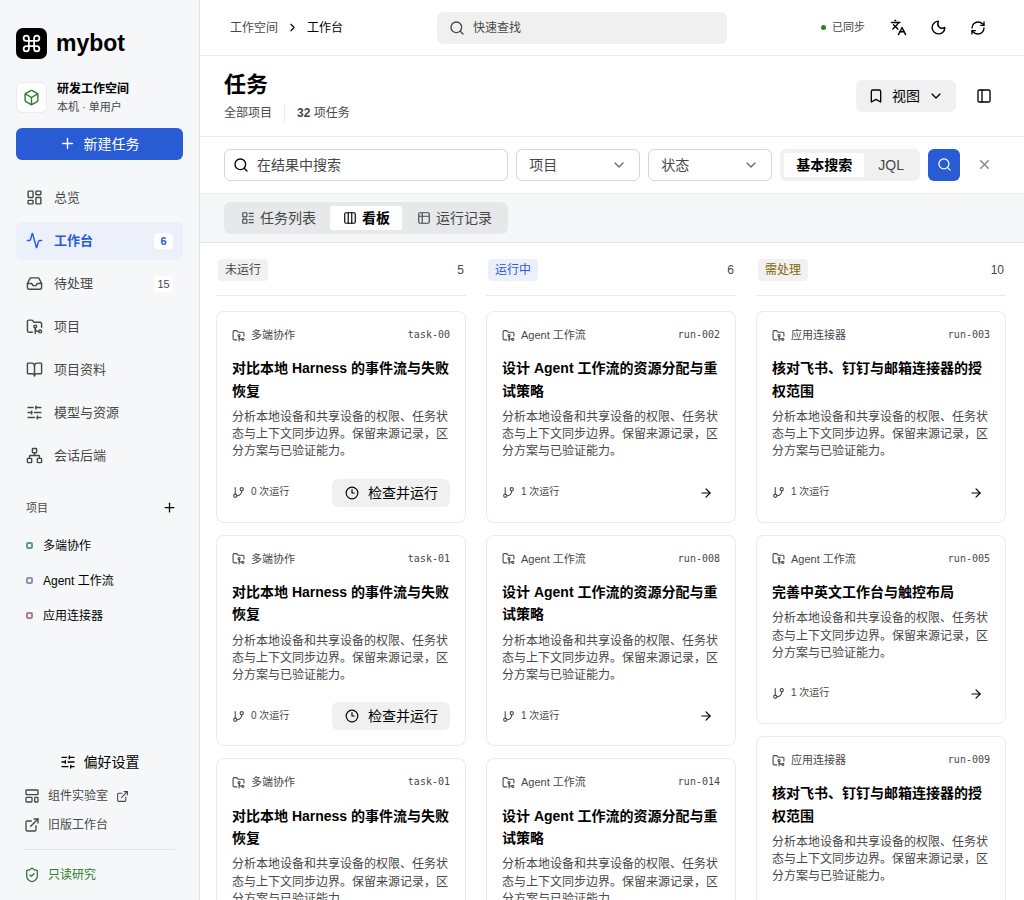 mybot
研发工作空间
本机 · 单用户
新建任务
总览
工作台 6
待处理 15
项目
项目资料
模型与资源
会话后端
项目
多端协作
Agent 工作流
应用连接器
偏好设置
组件实验室
旧版工作台
只读研究
工作空间 工作台
快速查找
已同步
任务
全部项目 32 项任务
视图
在结果中搜索 项目 状态 基本搜索 JQL
任务列表 看板 运行记录
未运行 5
多端协作 task-00
对比本地 Harness 的事件流与失败
恢复
分析本地设备和共享设备的权限、任务状
态与上下文同步边界。保留来源记录，区
分方案与已验证能力。
0 次运行 检查并运行
多端协作 task-01
对比本地 Harness 的事件流与失败
恢复
分析本地设备和共享设备的权限、任务状
态与上下文同步边界。保留来源记录，区
分方案与已验证能力。
0 次运行 检查并运行
多端协作 task-01
对比本地 Harness 的事件流与失败
恢复
分析本地设备和共享设备的权限、任务状
态与上下文同步边界。保留来源记录，区
分方案与已验证能力。
运行中 6
Agent 工作流 run-002
设计 Agent 工作流的资源分配与重
试策略
分析本地设备和共享设备的权限、任务状
态与上下文同步边界。保留来源记录，区
分方案与已验证能力。
1 次运行
Agent 工作流 run-008
设计 Agent 工作流的资源分配与重
试策略
分析本地设备和共享设备的权限、任务状
态与上下文同步边界。保留来源记录，区
分方案与已验证能力。
1 次运行
Agent 工作流 run-014
设计 Agent 工作流的资源分配与重
试策略
分析本地设备和共享设备的权限、任务状
态与上下文同步边界。保留来源记录，区
分方案与已验证能力。
需处理 10
应用连接器 run-003
核对飞书、钉钉与邮箱连接器的授
权范围
分析本地设备和共享设备的权限、任务状
态与上下文同步边界。保留来源记录，区
分方案与已验证能力。
1 次运行
Agent 工作流 run-005
完善中英文工作台与触控布局
分析本地设备和共享设备的权限、任务状
态与上下文同步边界。保留来源记录，区
分方案与已验证能力。
1 次运行
应用连接器 run-009
核对飞书、钉钉与邮箱连接器的授
权范围
分析本地设备和共享设备的权限、任务状
态与上下文同步边界。保留来源记录，区
分方案与已验证能力。